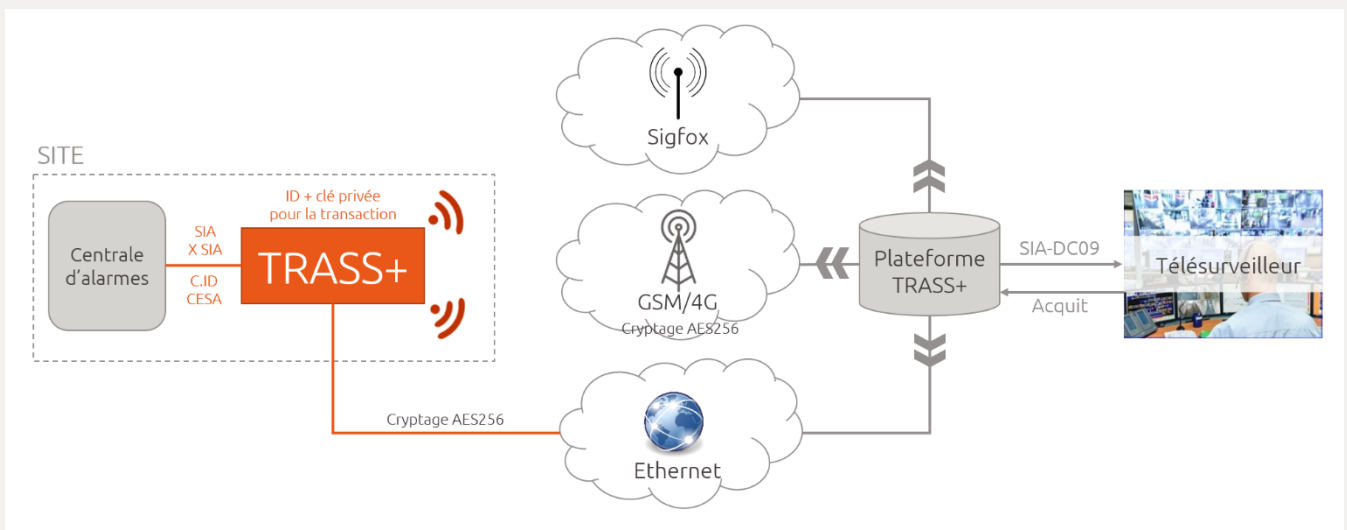 SITE
Centrale
d'alarmes
SIA
X SIA
C.ID
CESA
ID + clé privée
pour la transaction
TRASS+
Cryptage AES256
Sigfox
GSM/4G
Cryptage AES256
Ethernet
Plateforme
TRASS+
SIA-DC09
Acquit
Télésurveilleur